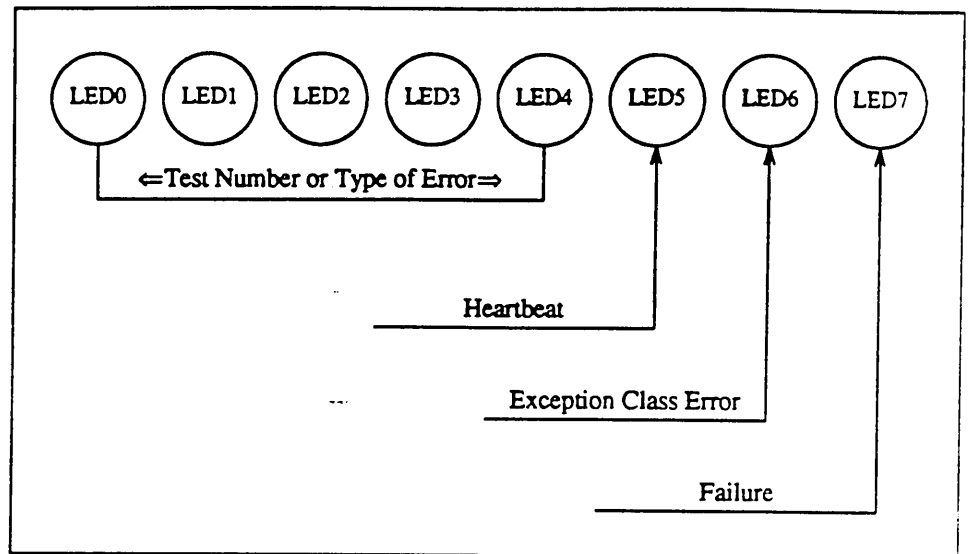 LED0 LED1 LED2 LED3 LED4 LED5 LED6 LED7
⇐Test Number or Type of Error⇒
Heartbeat
Exception Class Error
Failure